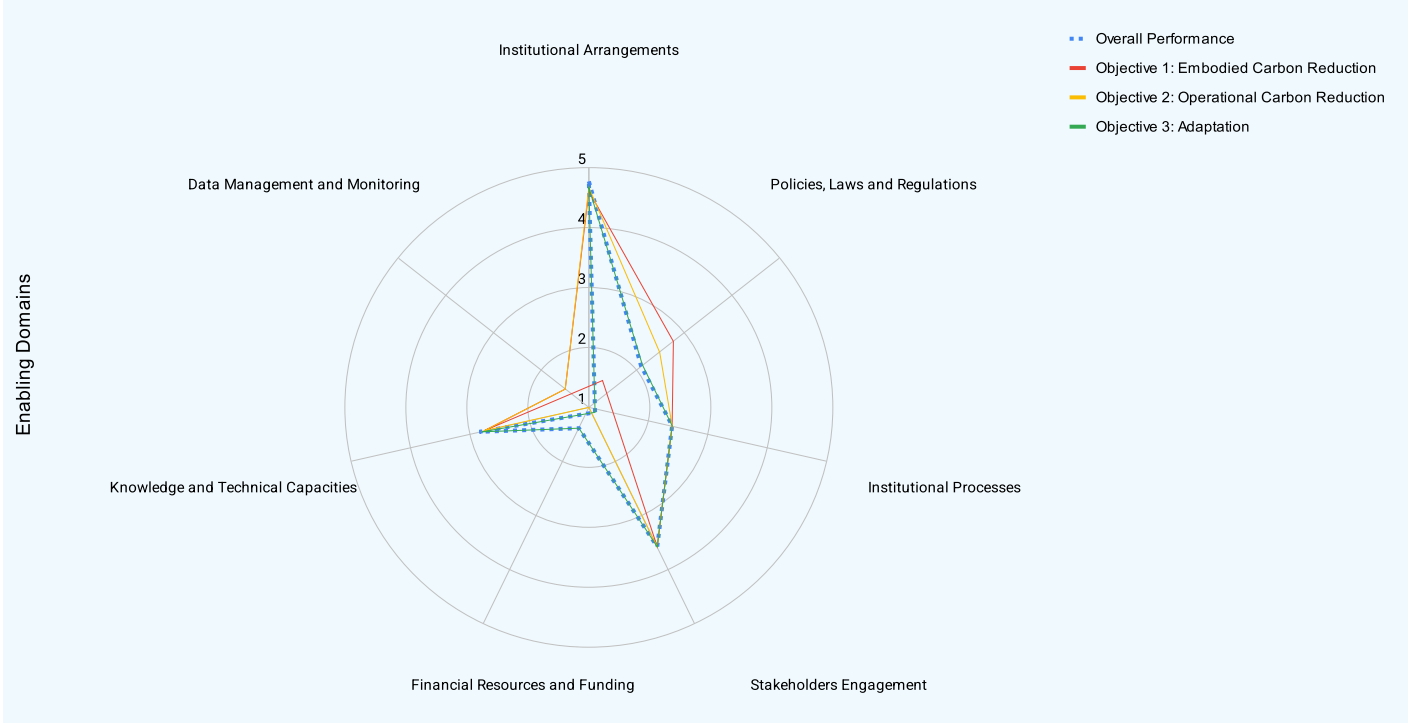 Overall Performance
Objective 1: Embodied Carbon Reduction
Objective 2: Operational Carbon Reduction
Objective 3: Adaptation
Institutional Arrangements
5
Data Management and Monitoring
Policies, Laws and Regulations
4
3
2
1
Enabling Domains
Knowledge and Technical Capacities
Institutional Processes
Financial Resources and Funding
Stakeholders Engagement